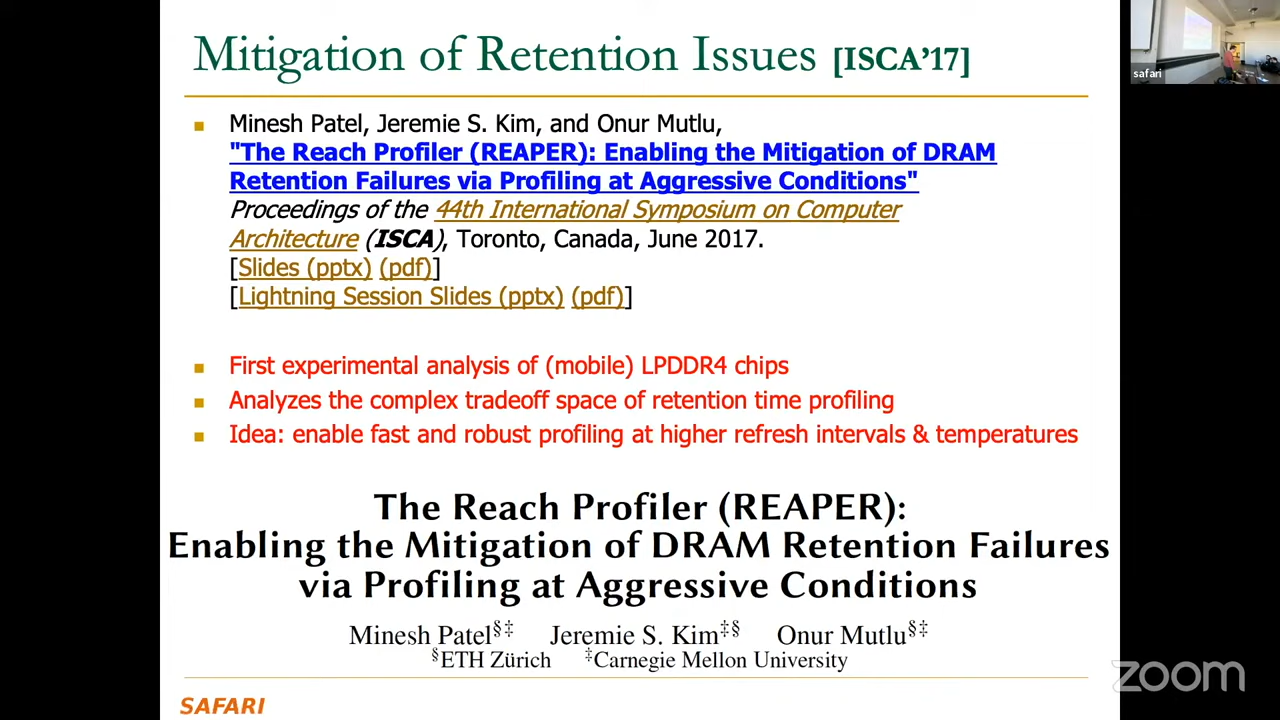 Mitigation of Retention Issues [ISCA’17]
Minesh Patel, Jeremie S. Kim, and Onur Mutlu,
"The Reach Profiler (REAPER): Enabling the Mitigation of DRAM
Retention Failures via Profiling at Aggressive Conditions"
Proceedings of the 44th International Symposium on Computer
Architecture (ISCA), Toronto, Canada, June 2017.
[Slides (pptx) (pdf)]
[Lightning Session Slides (pptx) (pdf)]
First experimental analysis of (mobile) LPDDR4 chips
Analyzes the complex tradeoff space of retention time profiling
Idea: enable fast and robust profiling at higher refresh intervals & temperatures
The Reach Profiler (REAPER):
Enabling the Mitigation of DRAM Retention Failures
via Profiling at Aggressive Conditions
Minesh Patel§‡ Jeremie S. Kim‡§ Onur Mutlu§‡
§ETH Zürich ‡Carnegie Mellon University
SAFARI
safari
zoom